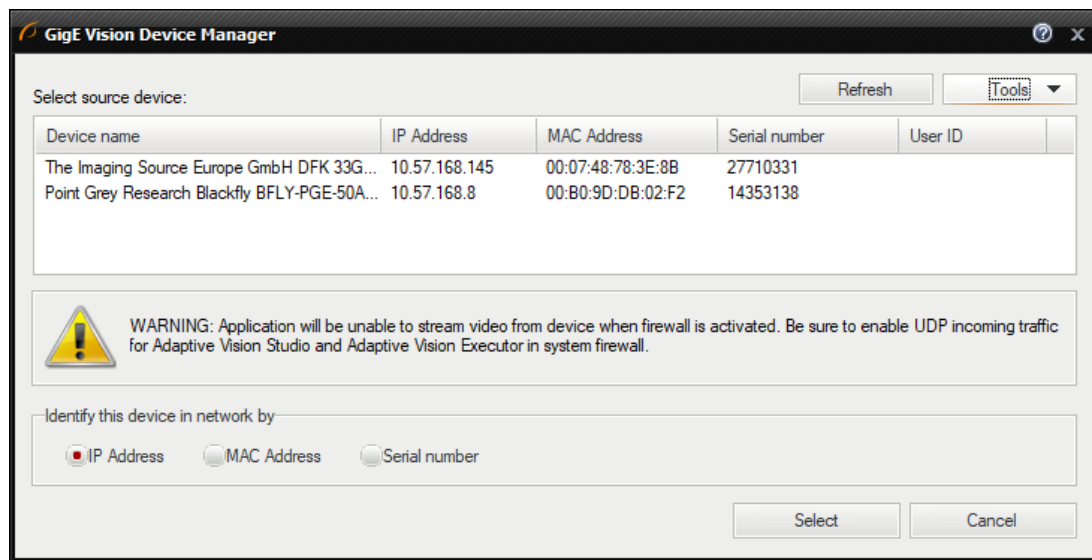 GigE Vision Device Manager
Select source device:
Refresh
Tools
Device name IP Address MAC Address Serial number User ID
The Imaging Source Europe GmbH DFK 33G... 10.57.168.145 00:07:48:78:3E:8B 27710331
Point Grey Research Blackfly BFLY-PGE-50A... 10.57.168.8 00:B0:9D:DB:02:F2 14353138
WARNING: Application will be unable to stream video from device when firewall is activated. Be sure to enable UDP incoming traffic
for Adaptive Vision Studio and Adaptive Vision Executor in system firewall.
Identify this device in network by
IP Address MAC Address Serial number
Select Cancel